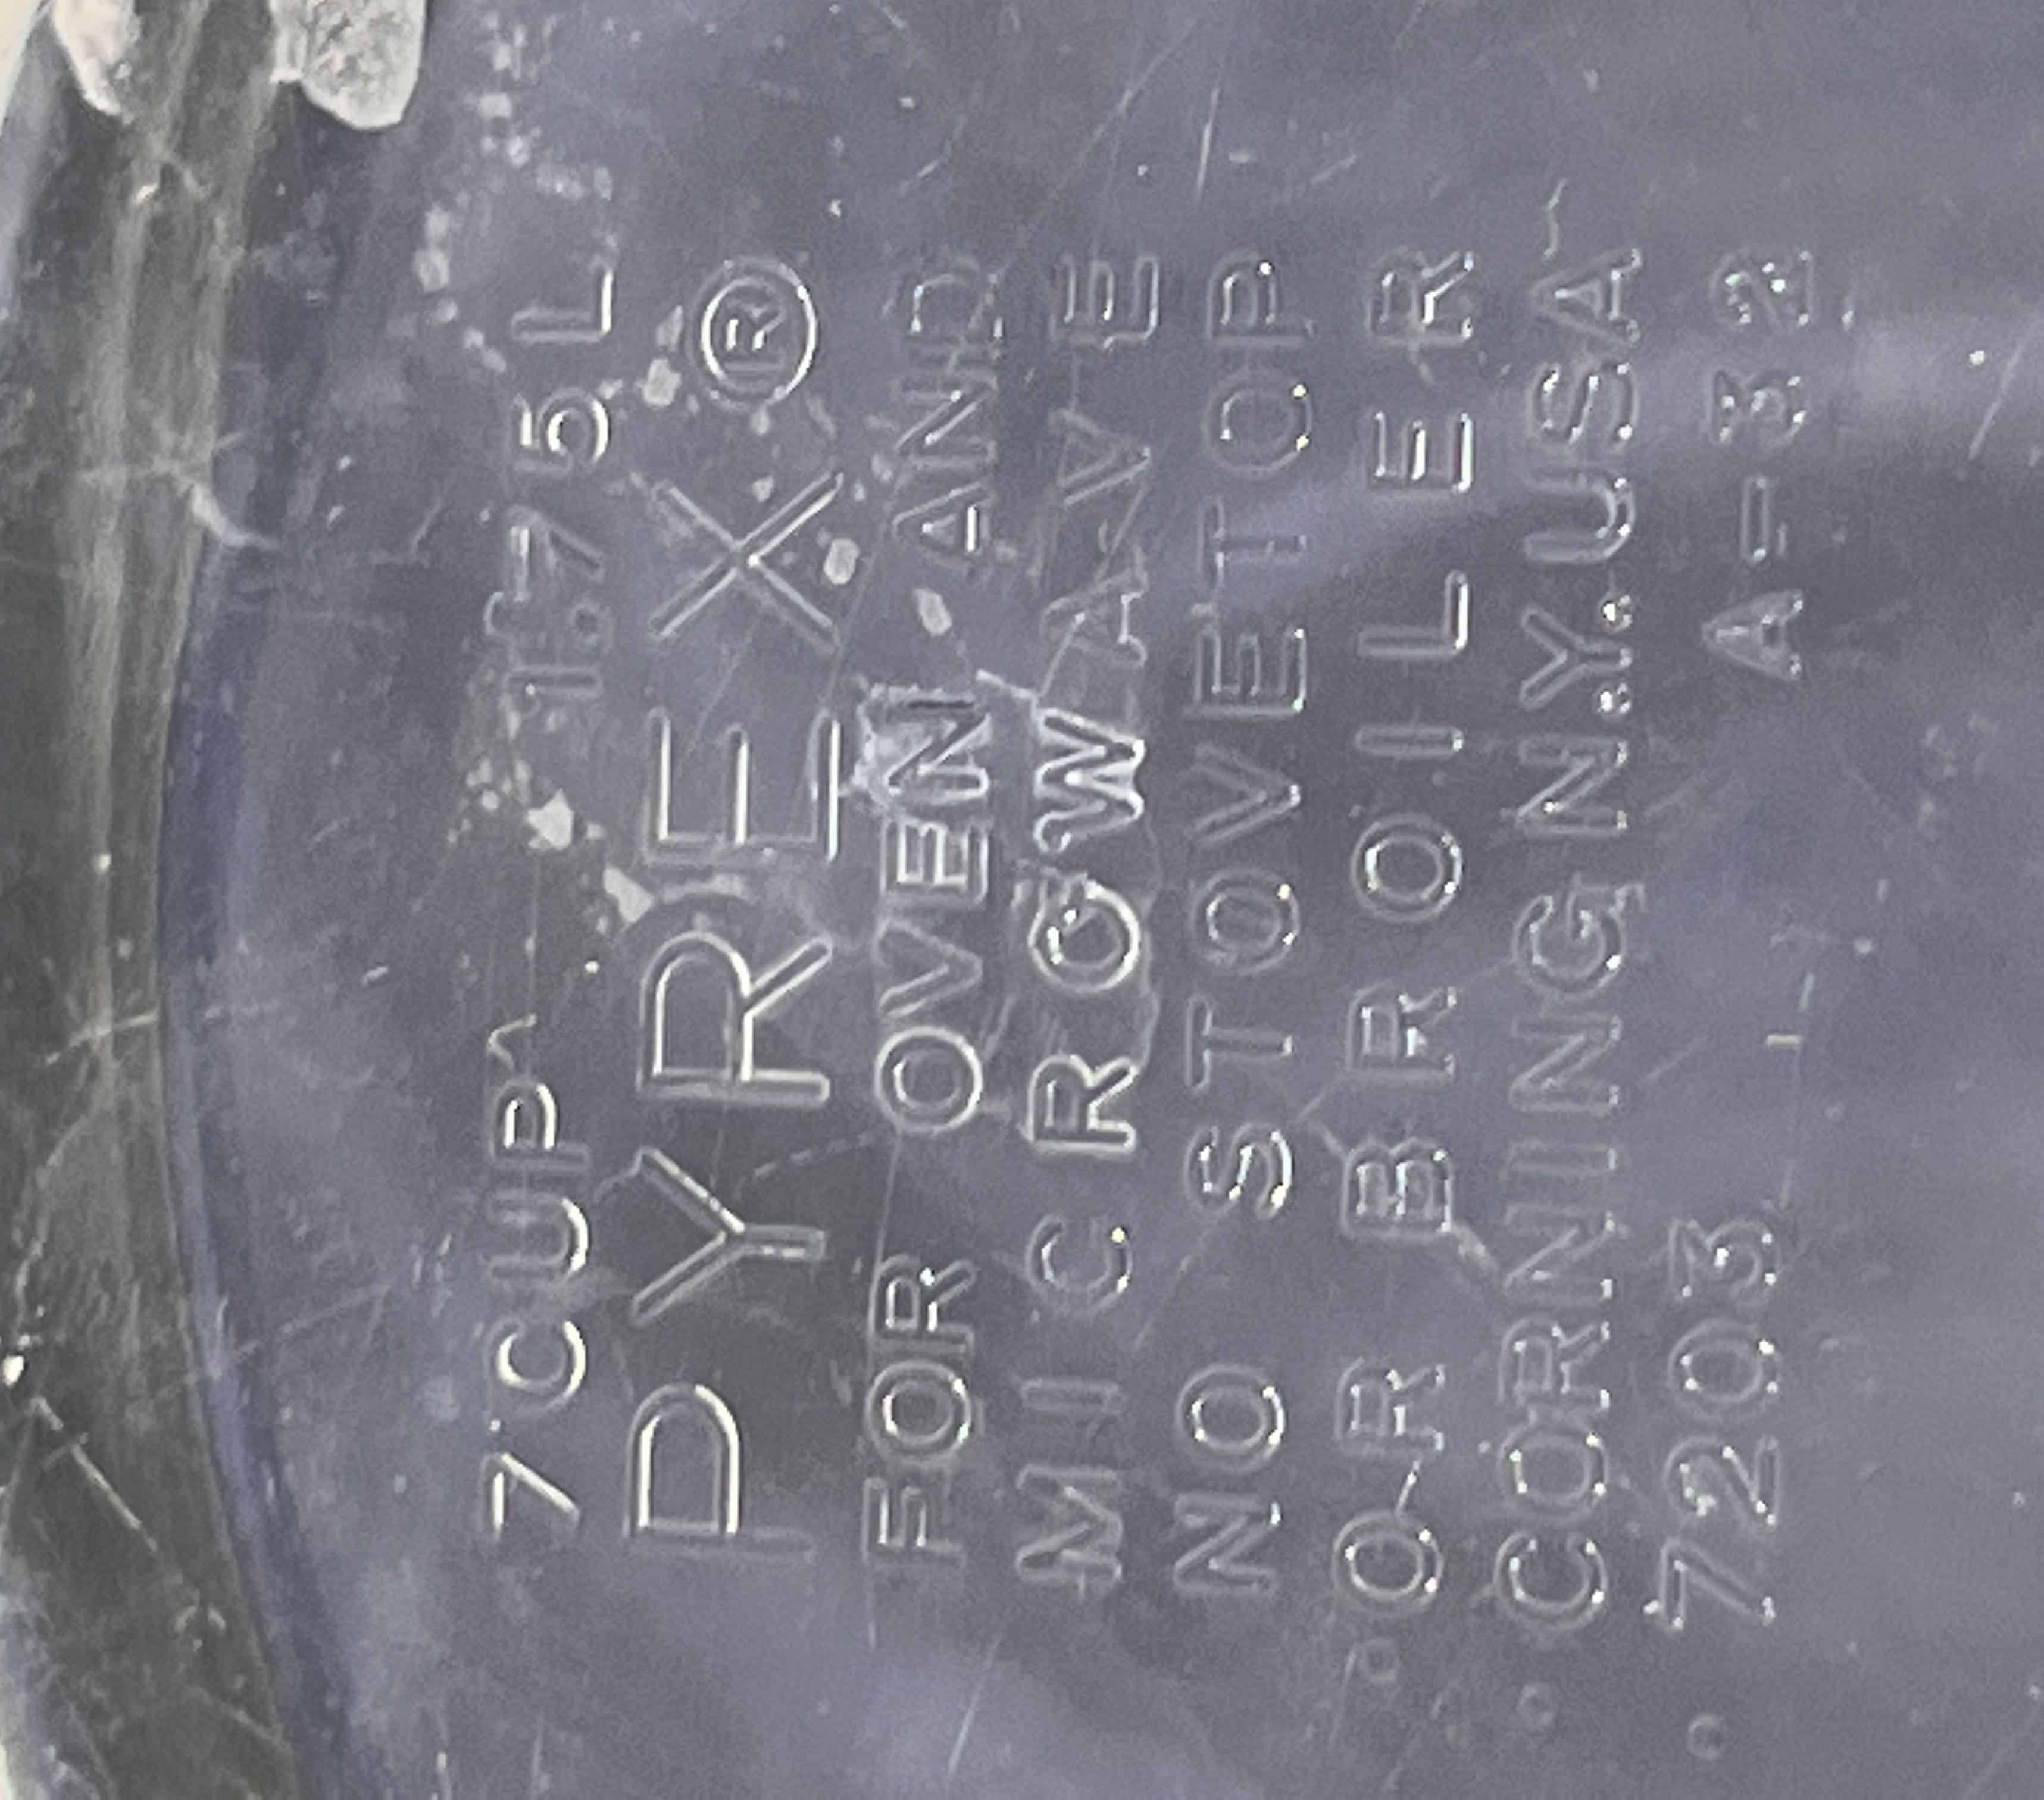 7 CUP 1.75 L
PYREX®
FOR OVEN AND
MICROWAVE
NO STOVETOP
OR BROILER
CORNING N.Y. USA
7203 A-32